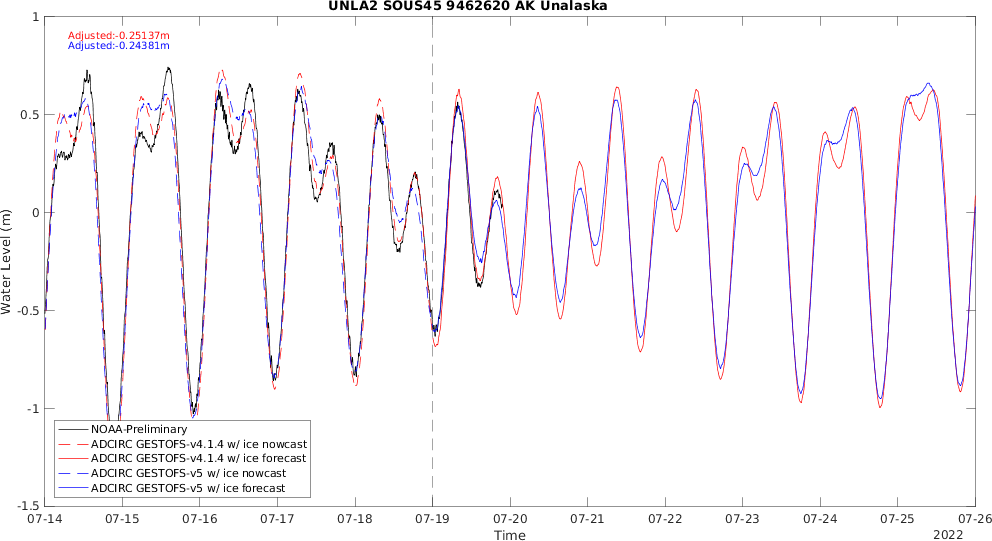 UNLA2 SOUS45 9462620 AK Unalaska
Adjusted:-0.25137m
Adjusted:-0.24381m
1
0.5
0
-0.5
-1
-1.5
Water Level (m)
NOAA-Preliminary
ADCIRC GESTOFS-v4.1.4 w/ ice nowcast
ADCIRC GESTOFS-v4.1.4 w/ ice forecast
ADCIRC GESTOFS-v5 w/ ice nowcast
ADCIRC GESTOFS-v5 w/ ice forecast
07-14 07-15 07-16 07-17 07-18 07-19 07-20 07-21 07-22 07-23 07-24 07-25 07-26
Time
2022